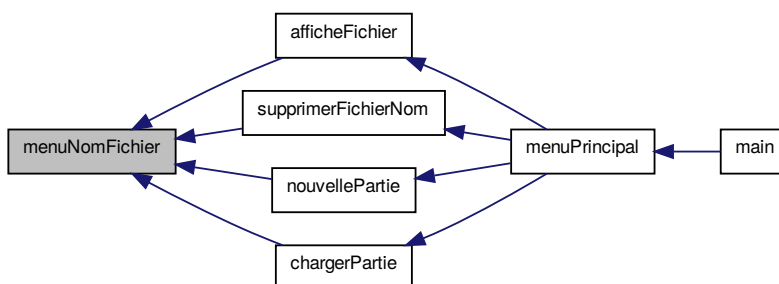 afficheFichier
supprimerFichierNom
menuNomFichier
menuPrincipal
main
nouvellePartie
chargerPartie